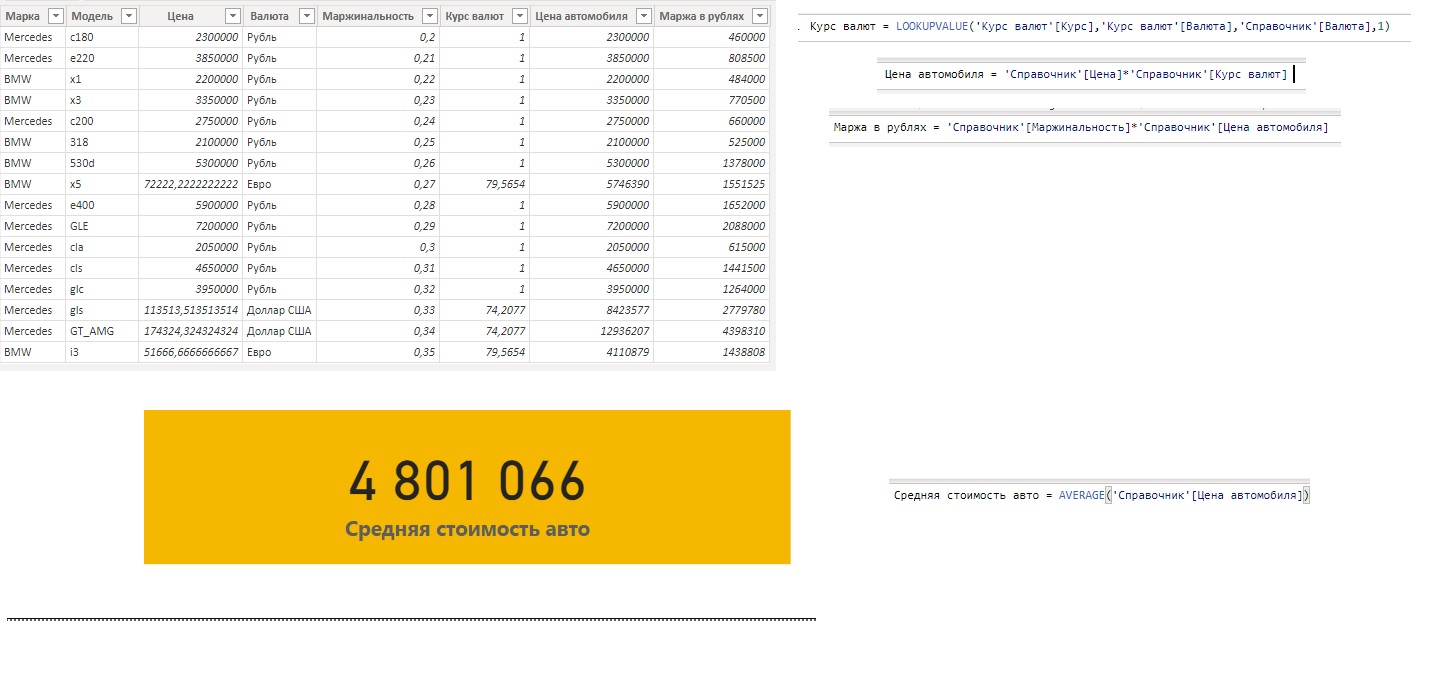 Марка Модель Цена Валюта Маржинальность Курс валют Цена автомобиля Маржа в рублях
Mercedes c180 2300000 Рубль 0,2 1 2300000 460000
Mercedes e220 3850000 Рубль 0,21 1 3850000 808500
BMW x1 2200000 Рубль 0,22 1 2200000 484000
BMW x3 3350000 Рубль 0,23 1 3350000 770500
Mercedes c200 2750000 Рубль 0,24 1 2750000 660000
BMW 318 2100000 Рубль 0,25 1 2100000 525000
BMW 530d 5300000 Рубль 0,26 1 5300000 1378000
BMW x5 72222,2222222222 Евро 0,27 79,5654 5746390 1551525
Mercedes e400 5900000 Рубль 0,28 1 5900000 1652000
Mercedes GLE 7200000 Рубль 0,29 1 7200000 2088000
Mercedes cla 2050000 Рубль 0,3 1 2050000 615000
Mercedes cls 4650000 Рубль 0,31 1 4650000 1441500
Mercedes glc 3950000 Рубль 0,32 1 3950000 1264000
Mercedes gls 113513,513513514 Доллар США 0,33 74,2077 8423577 2779780
Mercedes GT_AMG 174324,324324324 Доллар США 0,34 74,2077 12936207 4398310
BMW i3 51666,6666666667 Евро 0,35 79,5654 4110879 1438808
Курс валют = LOOKUPVALUE('Курс валют'[Курс],'Курс валют'[Валюта],'Справочник'[Валюта],1)
Цена автомобиля = 'Справочник'[Цена]*'Справочник'[Курс валют]
Маржа в рублях = 'Справочник'[Маржинальность]*'Справочник'[Цена автомобиля]
4 801 066
Средняя стоимость авто
Средняя стоимость авто = AVERAGE('Справочник'[Цена автомобиля])